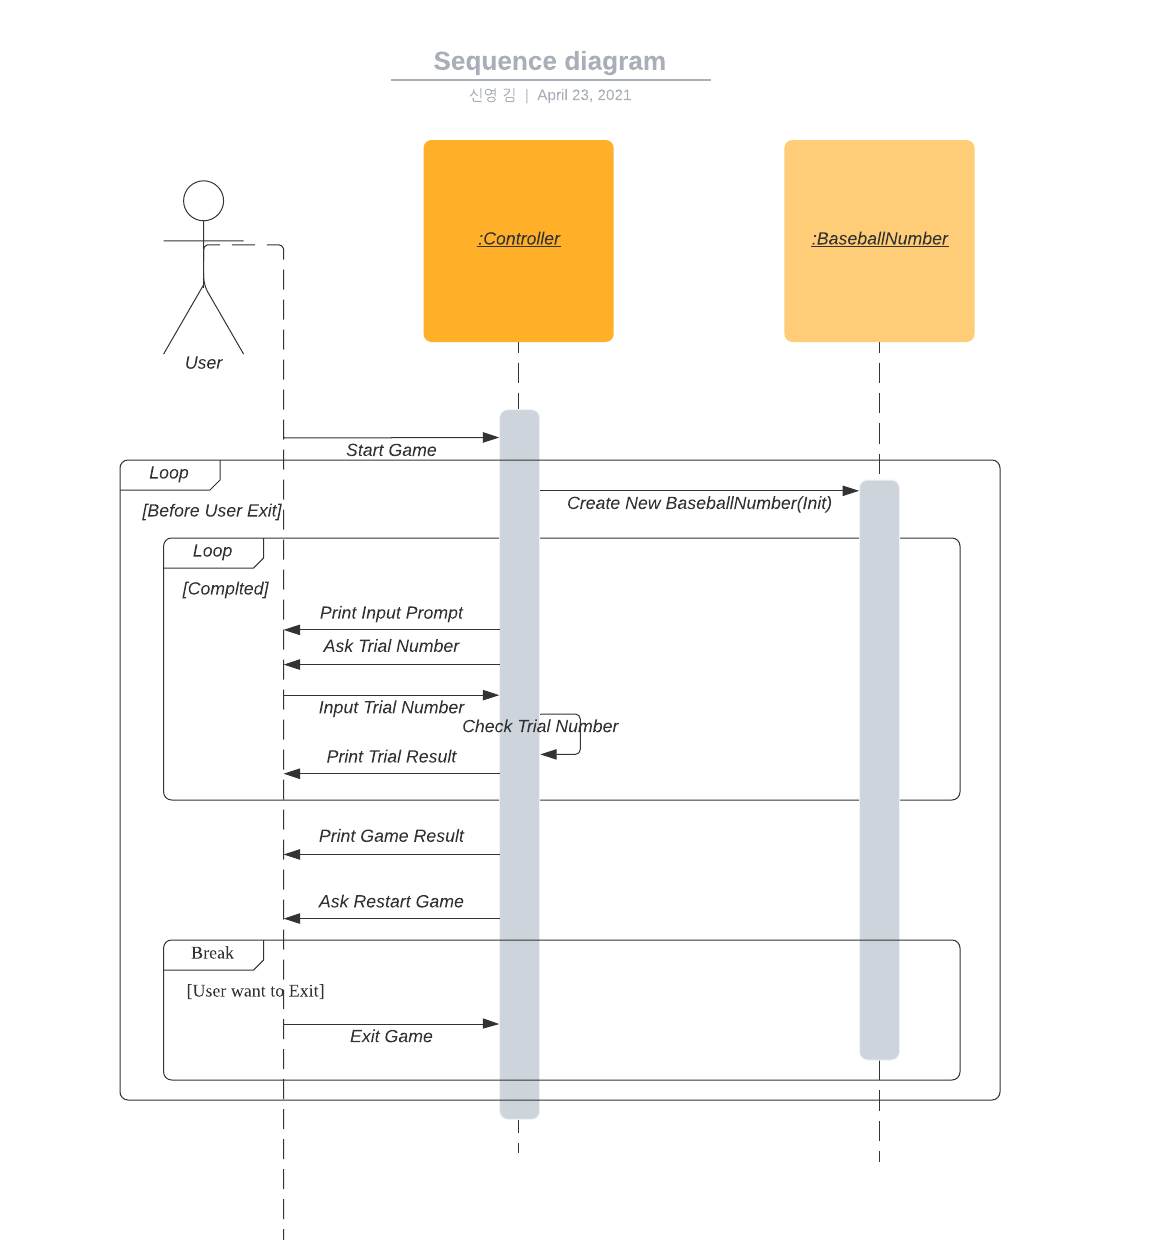 Sequence diagram
신영 김 | April 23, 2021
:Controller
:BaseballNumber
User
Start Game
Loop
Create New BaseballNumber(Init)
[Before User Exit]
Loop
[Complted]
Print Input Prompt
Ask Trial Number
Input Trial Number
Check Trial Number
Print Trial Result
Print Game Result
Ask Restart Game
Break
[User want to Exit]
Exit Game